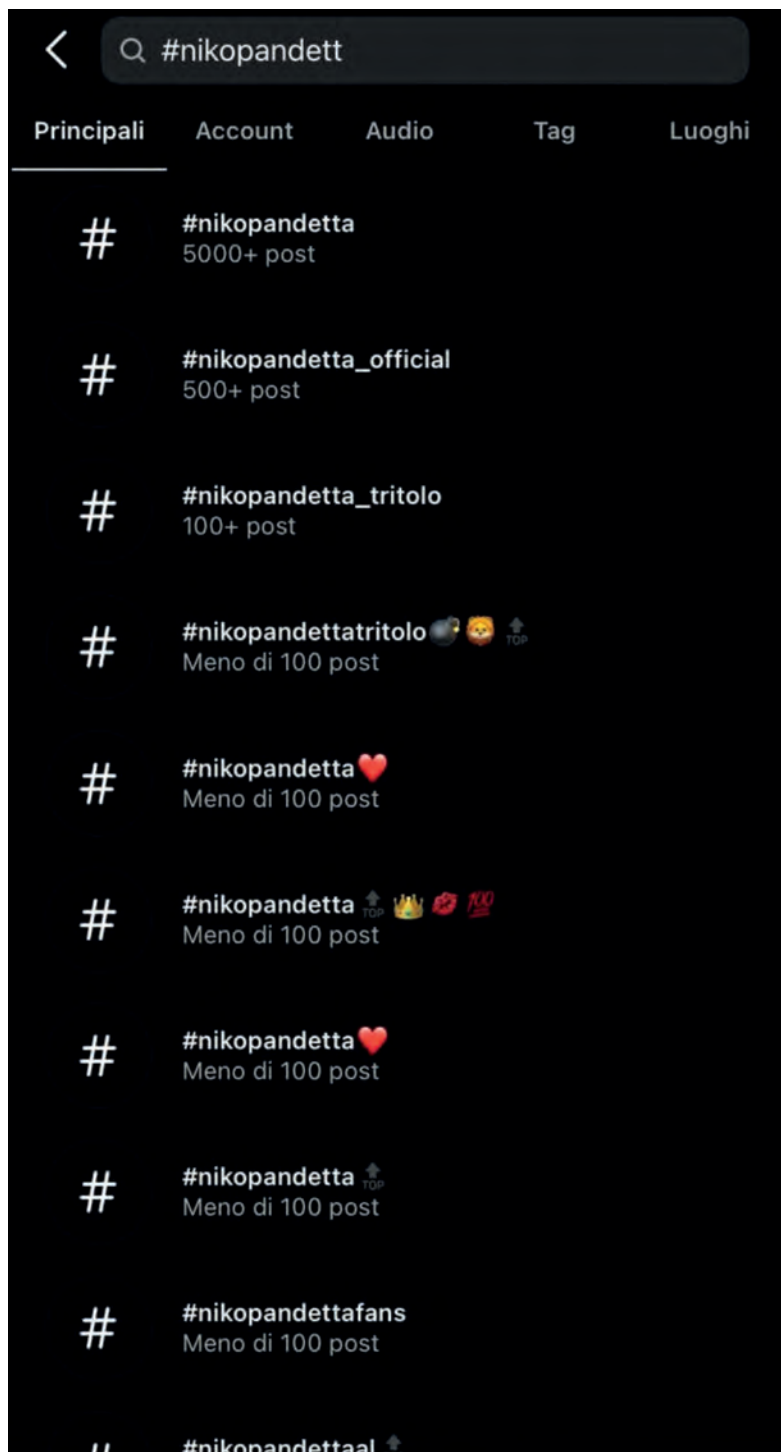 #nikopandett
Principali Account Audio Tag Luoghi
#nikopandetta
5000+ post
#nikopandetta_official
500+ post
#nikopandetta_tritolo
100+ post
#nikopandettatritolo💣🦁🔝
Meno di 100 post
#nikopandetta❤️
Meno di 100 post
#nikopandetta🔝👑💋💯
Meno di 100 post
#nikopandetta❤️
Meno di 100 post
#nikopandetta🔝
Meno di 100 post
#nikopandettafans
Meno di 100 post
#nikopandettaal